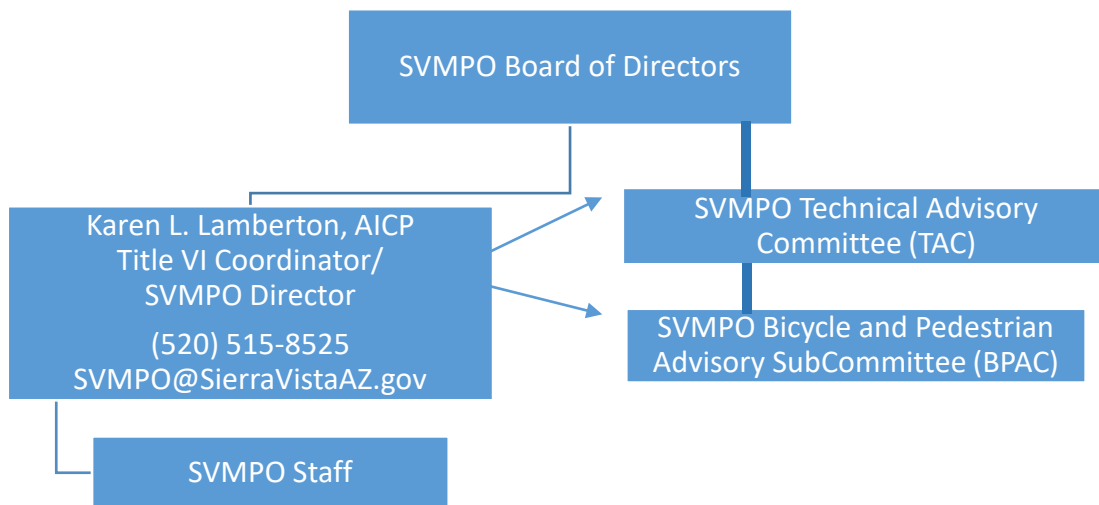 SVMPO Board of Directors
Karen L. Lamberton, AICP
Title VI Coordinator/
SVMPO Director
(520) 515-8525
SVMPO@SierraVistaAZ.gov
SVMPO Technical Advisory
Committee (TAC)
SVMPO Bicycle and Pedestrian
Advisory SubCommittee (BPAC)
SVMPO Staff